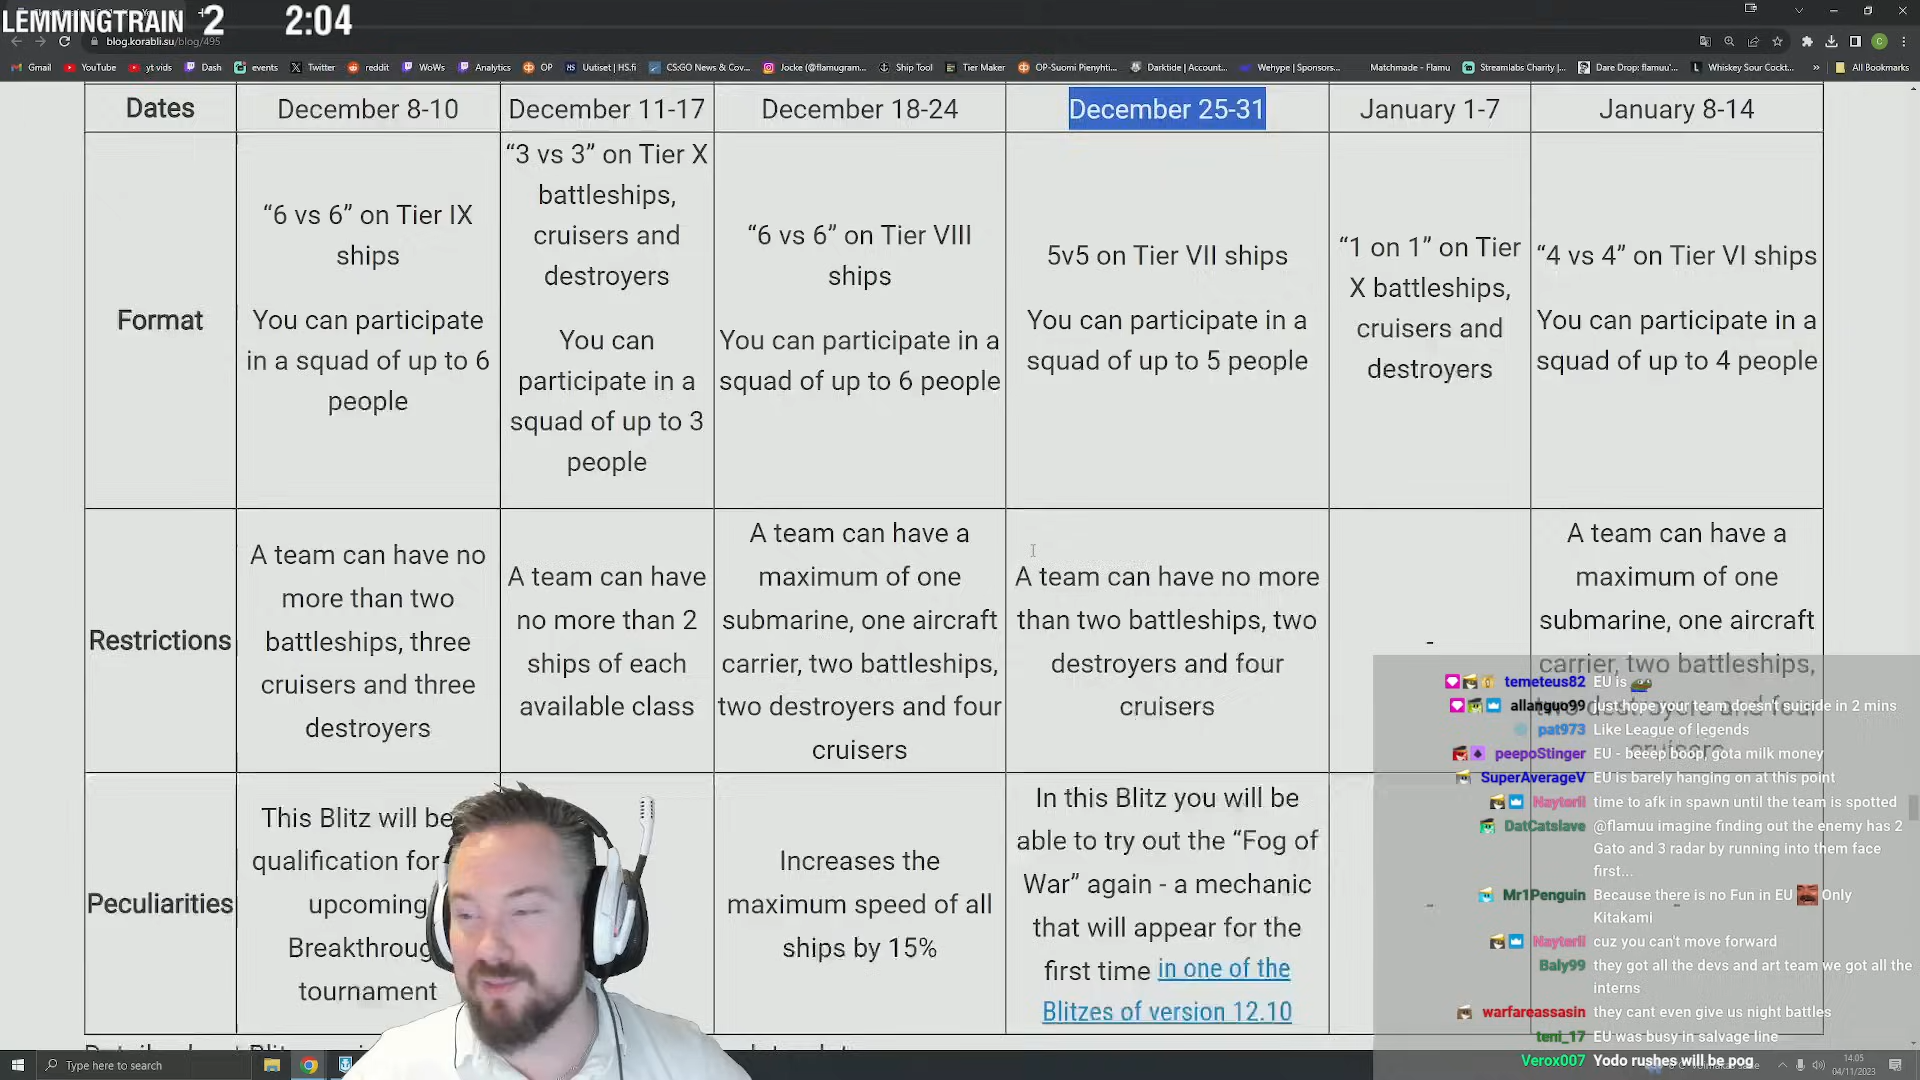 LEMMINGTRAIN 2 2:04
blog.korabli.su/blog/495
Gmail YouTube yt vids Dash events Twitter reddit WoWs Analytics OP Uutiset | HS.fi CS:GO News & Cov... Jocke (@flamugram... Ship Tool Tier Maker OP-Suomi Pienyhti... Darktide | Account... Wehype | Sponsors... Matchmade - Flamu Streamlabs Charity |... Dare Drop: flamuu'... Whiskey Sour Cockt... » All Bookmarks
Dates December 8-10 December 11-17 December 18-24 December 25-31 January 1-7 January 8-14
Format
“6 vs 6” on Tier IX
ships
You can participate
in a squad of up to 6
people
“3 vs 3” on Tier X
battleships,
cruisers and
destroyers
You can
participate in a
squad of up to 3
people
“6 vs 6” on Tier VIII
ships
You can participate in a
squad of up to 6 people
5v5 on Tier VII ships
You can participate in a
squad of up to 5 people
“1 on 1” on Tier
X battleships,
cruisers and
destroyers
“4 vs 4” on Tier VI ships
You can participate in a
squad of up to 4 people
Restrictions
A team can have no
more than two
battleships, three
cruisers and three
destroyers
A team can have
no more than 2
ships of each
available class
A team can have a
maximum of one
submarine, one aircraft
carrier, two battleships,
two destroyers and four
cruisers
A team can have no more
than two battleships, two
destroyers and four
cruisers
-
A team can have a
maximum of one
submarine, one aircraft
carrier, two battleships,
two destroyers and four
cruisers
Peculiarities
This Blitz will be
qualification for
upcoming
Breakthroug
tournament
Increases the
maximum speed of all
ships by 15%
In this Blitz you will be
able to try out the “Fog of
War” again - a mechanic
that will appear for the
first time in one of the
Blitzes of version 12.10
-
-
temeteus82 EU is
allanguo99 just hope your team doesn't suicide in 2 mins
pat973 Like League of legends
peepoStinger EU - beeep boop, gota milk money
SuperAverageV EU is barely hanging on at this point
Nayteril time to afk in spawn until the team is spotted
DatCatslave @flamuu imagine finding out the enemy has 2
Gato and 3 radar by running into them face
first...
Mr1Penguin Because there is no Fun in EU Only
Kitakami
Nayteril cuz you can't move forward
Baly99 they got all the devs and art team we got all the
interns
warfareassasin they cant even give us night battles
teni_17 EU was busy in salvage line
Verox007 Yodo rushes will be pog
Type here to search
14.05
04/11/2023